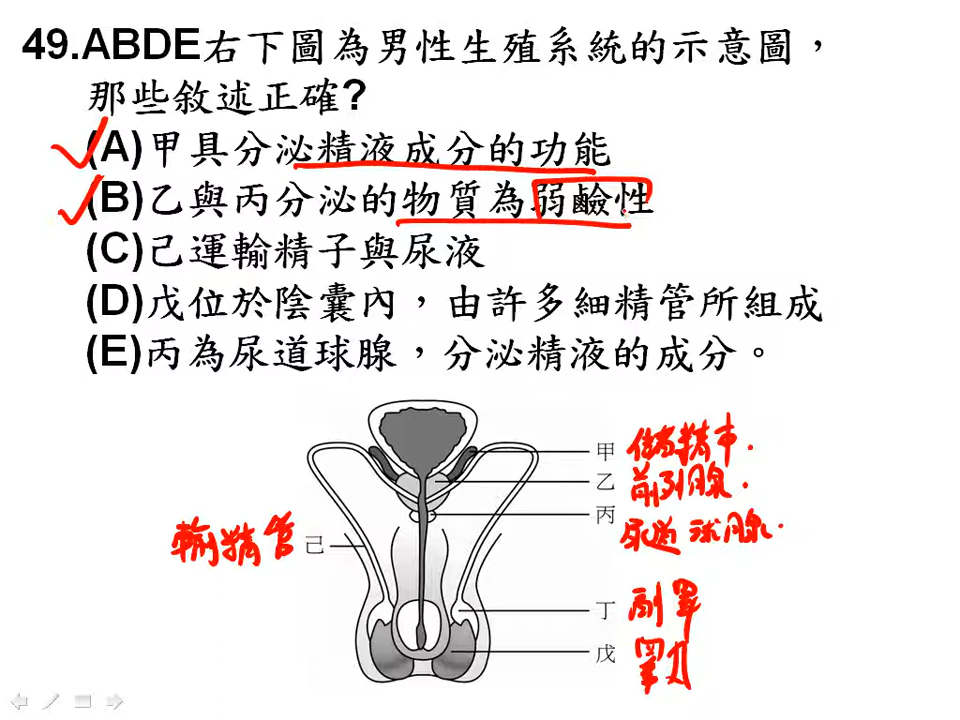 49.ABDE右下圖為男性生殖系統的示意圖，
那些敘述正確?
(A)甲具分泌精液成分的功能
(B)乙與丙分泌的物質為弱鹼性
(C)己運輸精子與尿液
(D)戊位於陰囊內，由許多細精管所組成
(E)丙為尿道球腺，分泌精液的成分。
甲
乙 前列腺.
丙 尿道球腺.
輸精管 己
丁 副睪
戊 睪丸